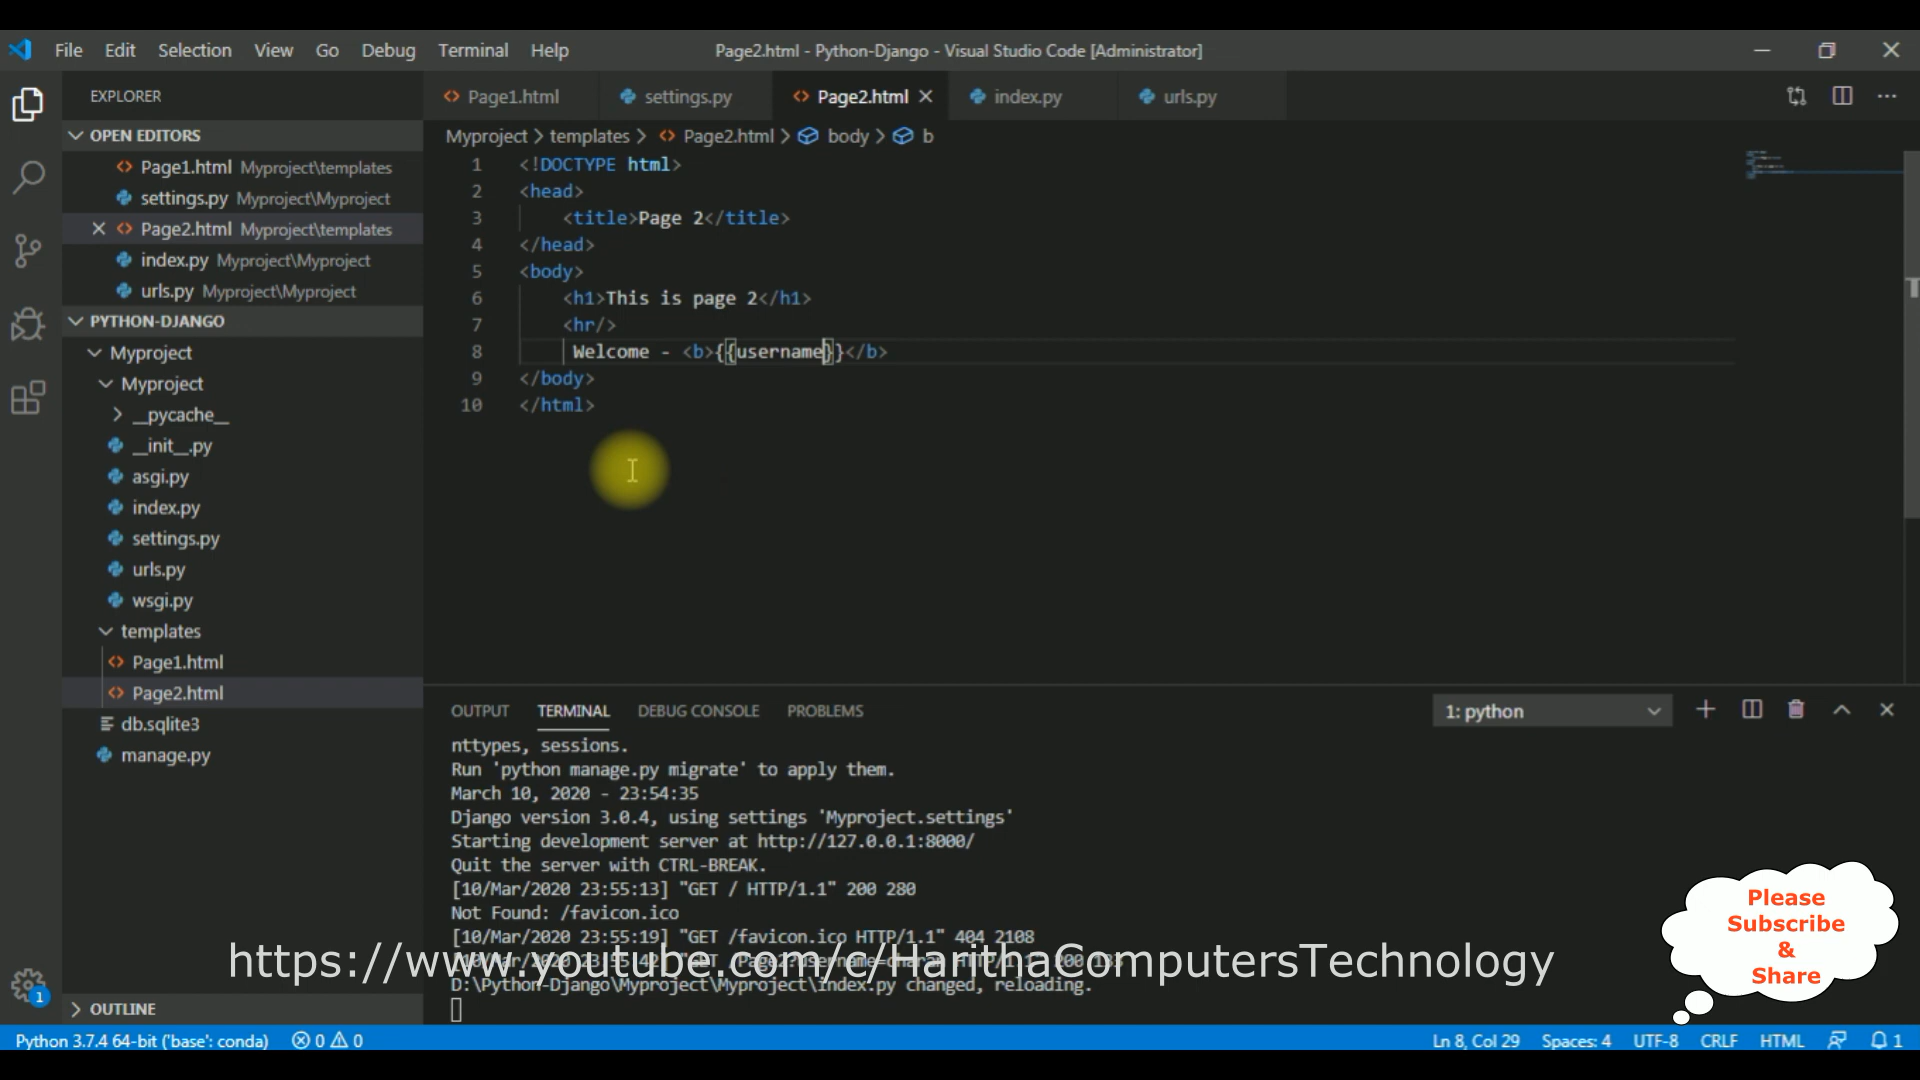 File Edit Selection View Go Debug Terminal Help
Page2.html - Python-Django - Visual Studio Code [Administrator]
EXPLORER
OPEN EDITORS
Page1.html Myproject\templates
settings.py Myproject\Myproject
Page2.html Myproject\templates
index.py Myproject\Myproject
urls.py Myproject\Myproject
PYTHON-DJANGO
Myproject
Myproject
__pycache__
__init__.py
asgi.py
index.py
settings.py
urls.py
wsgi.py
templates
Page1.html
Page2.html
db.sqlite3
manage.py
OUTLINE
Page1.html settings.py Page2.html index.py urls.py
Myproject > templates > Page2.html > body > b
1 <!DOCTYPE html>
2 <head>
3 <title>Page 2</title>
4 </head>
5 <body>
6 <h1>This is page 2</h1>
7 <hr/>
8 Welcome - <b>{{username}}</b>
9 </body>
10 </html>
OUTPUT TERMINAL DEBUG CONSOLE PROBLEMS
1: python
nttypes, sessions.
Run 'python manage.py migrate' to apply them.
March 10, 2020 - 23:54:35
Django version 3.0.4, using settings 'Myproject.settings'
Starting development server at http://127.0.0.1:8000/
Quit the server with CTRL-BREAK.
[10/Mar/2020 23:55:13] "GET / HTTP/1.1" 200 280
Not Found: /favicon.ico
[10/Mar/2020 23:55:19] "GET /favicon.ico HTTP/1.1" 404 2108
D:\Python-Django\Myproject\Myproject\index.py changed, reloading.
https://www.youtube.com/c/HarithaComputersTechnology
Please
Subscribe
&
Share
1
Python 3.7.4 64-bit ('base': conda) 0 0
Ln 8, Col 29 Spaces: 4 UTF-8 CRLF HTML 1